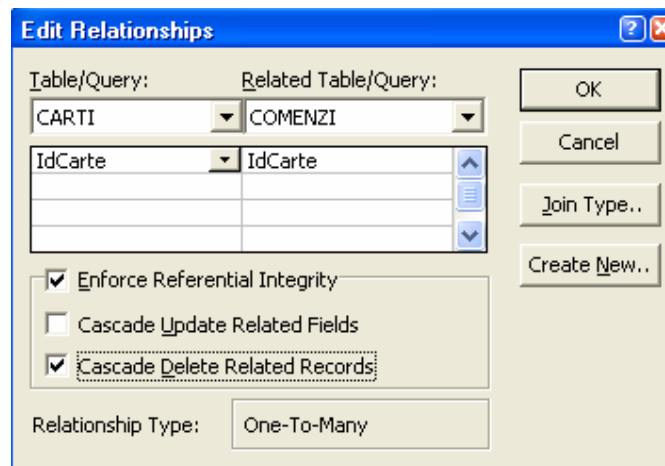 Edit Relationships
Table/Query: Related Table/Query:
CARTI COMENZI
IdCarte IdCarte
Enforce Referential Integrity
Cascade Update Related Fields
Cascade Delete Related Records
Relationship Type: One-To-Many
OK
Cancel
Join Type..
Create New..